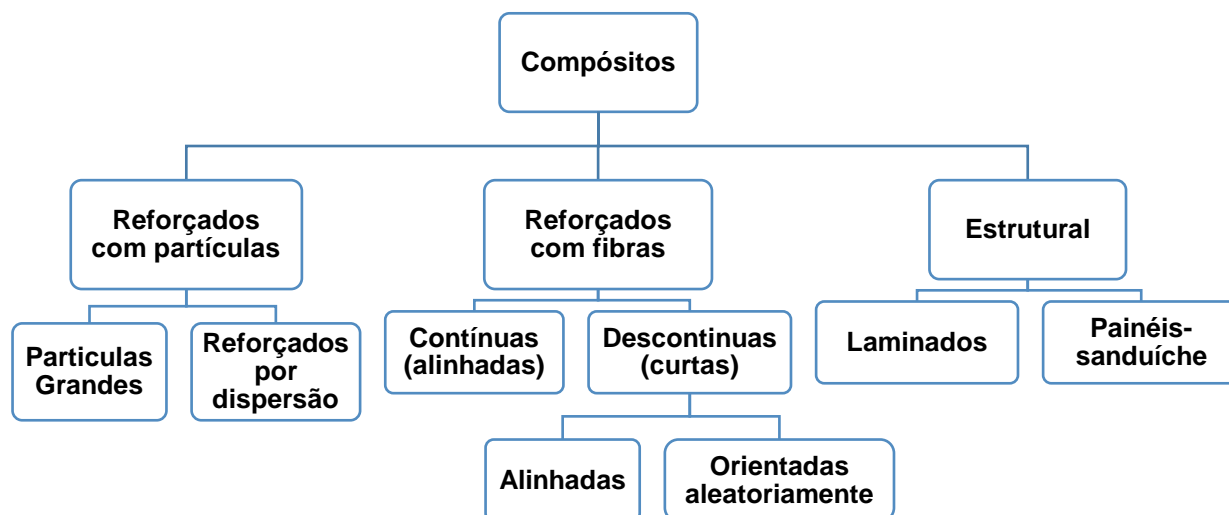 Compósitos
Reforçados
com partículas
Reforçados
com fibras
Estrutural
Particulas
Grandes
Reforçados
por
dispersão
Contínuas
(alinhadas)
Descontinuas
(curtas)
Laminados
Painéis-
sanduíche
Alinhadas
Orientadas
aleatoriamente